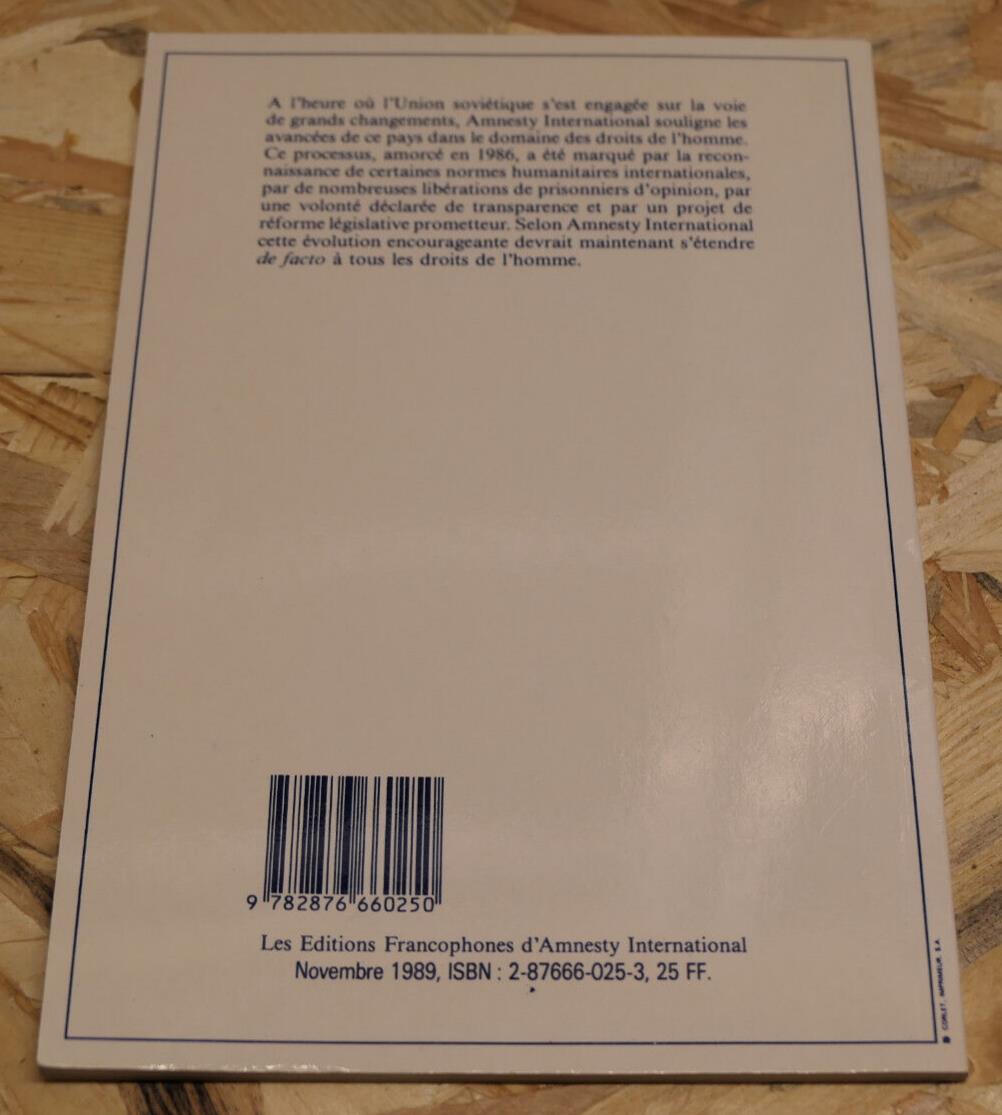 A l'heure où l'Union soviétique s'est engagée sur la voie
de grands changements, Amnesty International souligne les
avancées de ce pays dans le domaine des droits de l'homme.
Ce processus, amorcé en 1986, a été marqué par la recon-
naissance de certaines normes humanitaires internationales,
par de nombreuses libérations de prisonniers d'opinion, par
une volonté déclarée de transparence et par un projet de
réforme législative prometteur. Selon Amnesty International
cette évolution encourageante devrait maintenant s'étendre
de facto à tous les droits de l'homme.
9 782876 660250
Les Editions Francophones d'Amnesty International
Novembre 1989, ISBN : 2-87666-025-3, 25 FF.
CORLET, IMPRIMEUR, S.A.